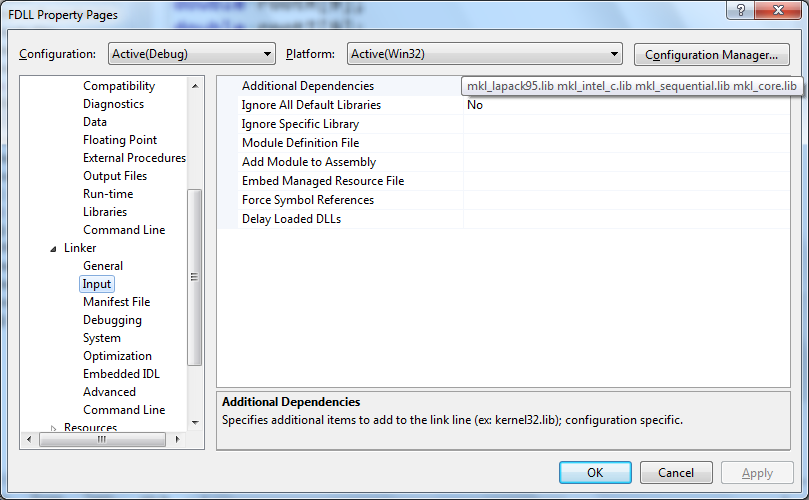 FDLL Property Pages
Configuration: Active(Debug) Platform: Active(Win32) Configuration Manager...
Compatibility
Diagnostics
Data
Floating Point
External Procedures
Output Files
Run-time
Libraries
Command Line
Linker
General
Input
Manifest File
Debugging
System
Optimization
Embedded IDL
Advanced
Command Line
Resources
Additional Dependencies mkl_lapack95.lib mkl_intel_c.lib mkl_sequential.lib mkl_core.lib
Ignore All Default Libraries No
Ignore Specific Library
Module Definition File
Add Module to Assembly
Embed Managed Resource File
Force Symbol References
Delay Loaded DLLs
Additional Dependencies
Specifies additional items to add to the link line (ex: kernel32.lib); configuration specific.
OK Cancel Apply